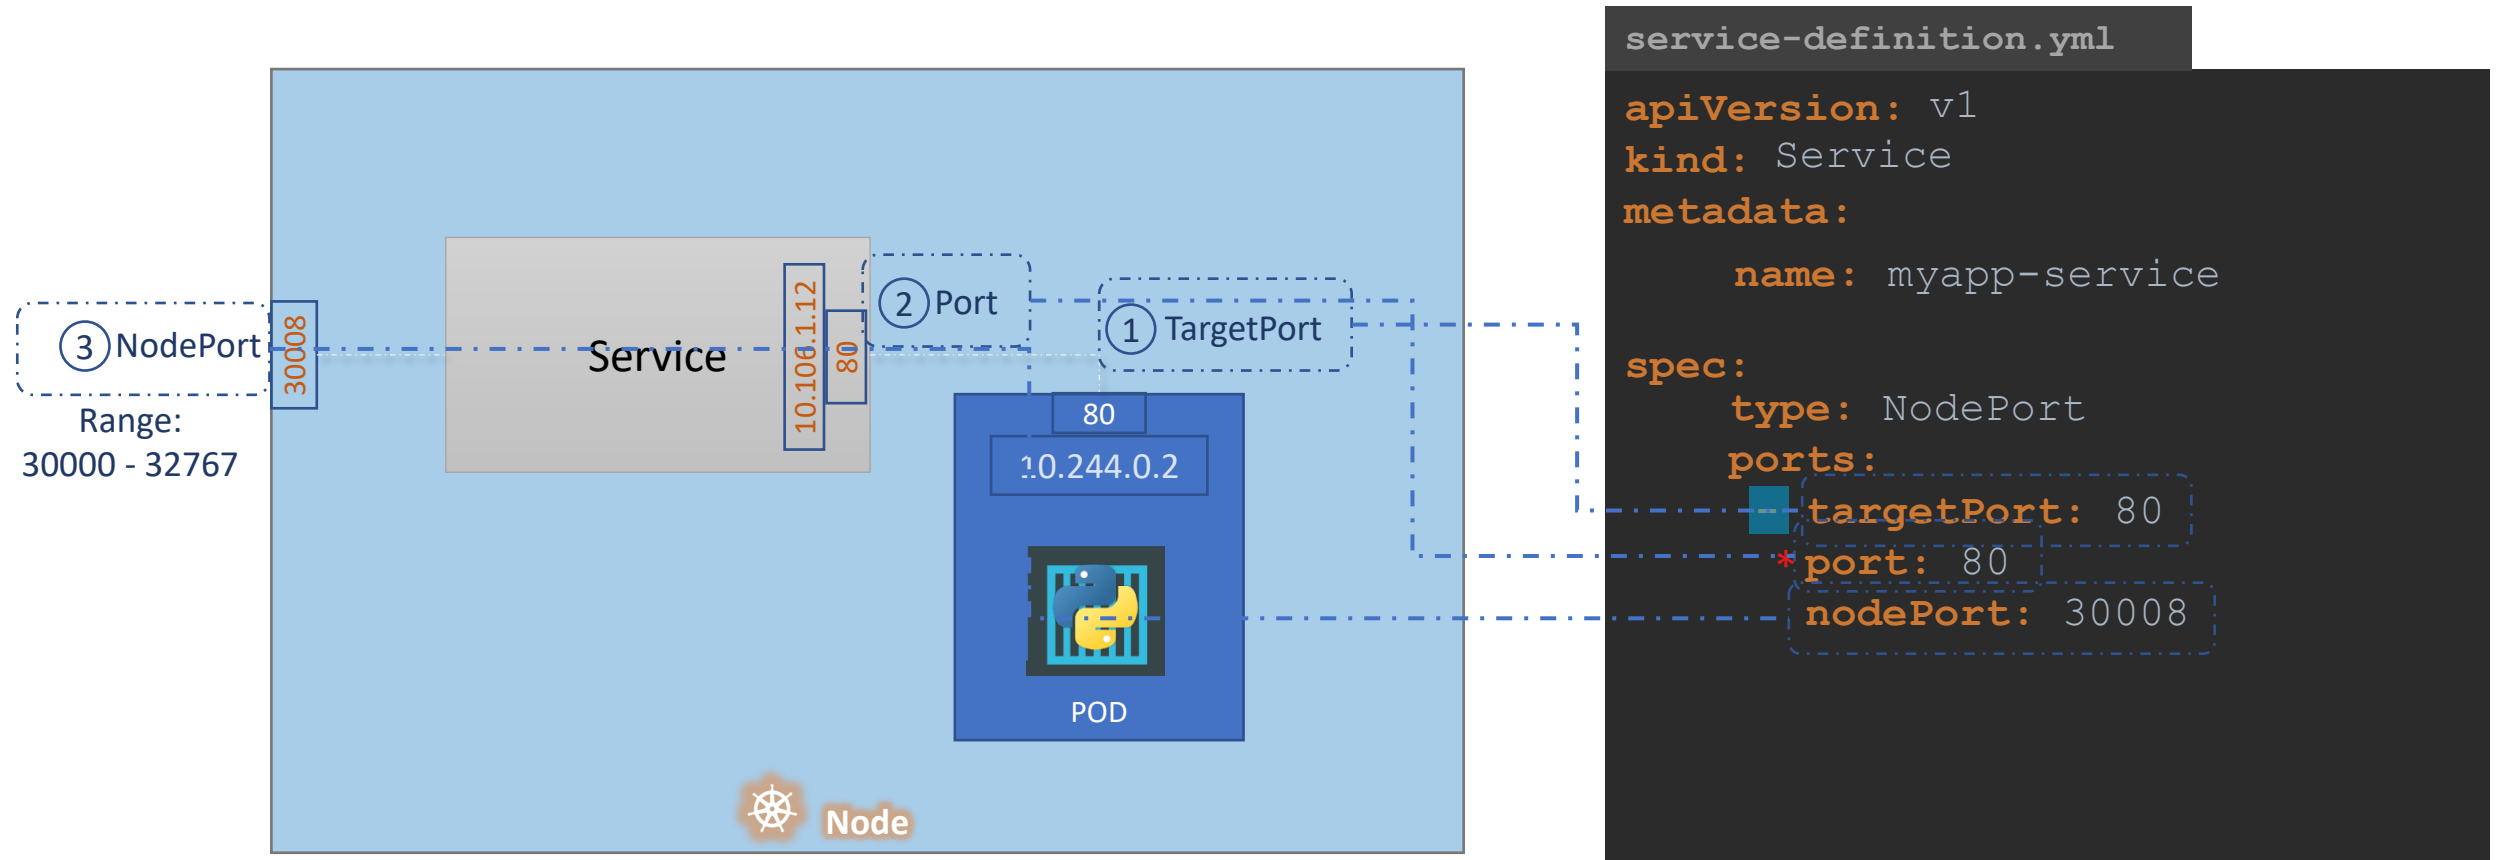 service-definition.yml
apiVersion: v1
kind: Service
metadata:
name: myapp-service
spec:
type: NodePort
ports:
- targetPort: 80
* port: 80
nodePort: 30008
3 NodePort
Range:
30000 - 32767
30008
Service
10.106.1.12
80
2 Port
1 TargetPort
80
10.244.0.2
POD
Node